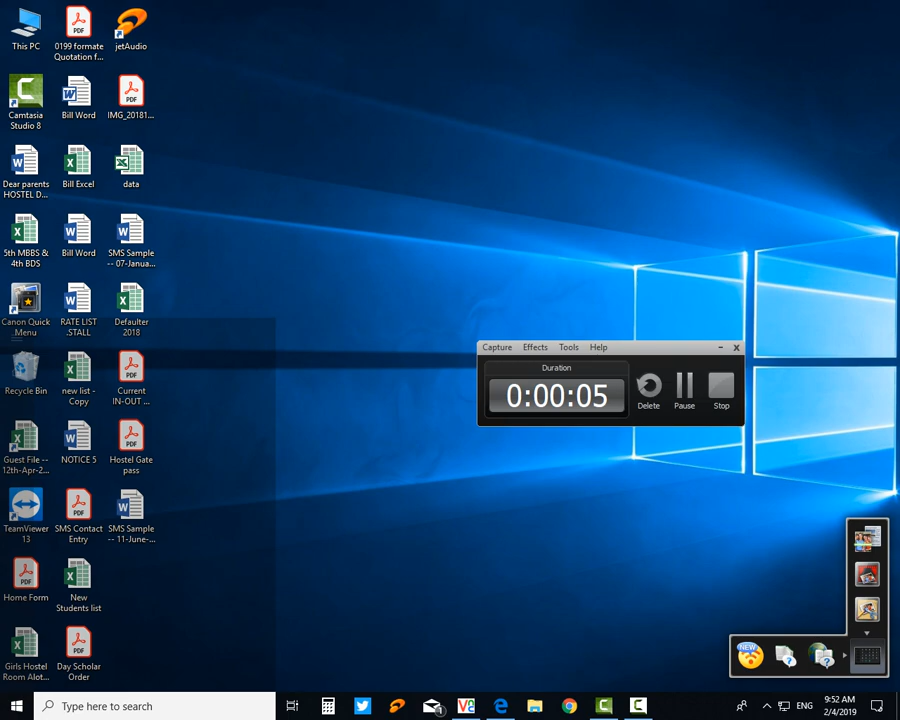 This PC
0199 formate
Quotation f...
jetAudio
Camtasia
Studio 8
Bill Word
IMG_20181...
Dear parents
HOSTEL D...
Bill Excel
data
5th MBBS &
4th BDS
Bill Word
SMS Sample
-- 07-Janua...
Canon Quick
Menu
RATE LIST
.STALL
Defaulter
2018
Recycle Bin
new list -
Copy
Current
IN-OUT ...
Guest File --
12th-Apr-2...
NOTICE 5
Hostel Gate
pass
TeamViewer
13
SMS Contact
Entry
SMS Sample
-- 11-June-...
Home Form
New
Students list
Girls Hostel
Room Alot...
Day Scholar
Order
Capture Effects Tools Help
Duration
0:00:05
Delete Pause Stop
NEW
Type here to search
ENG
9:52 AM
2/4/2019